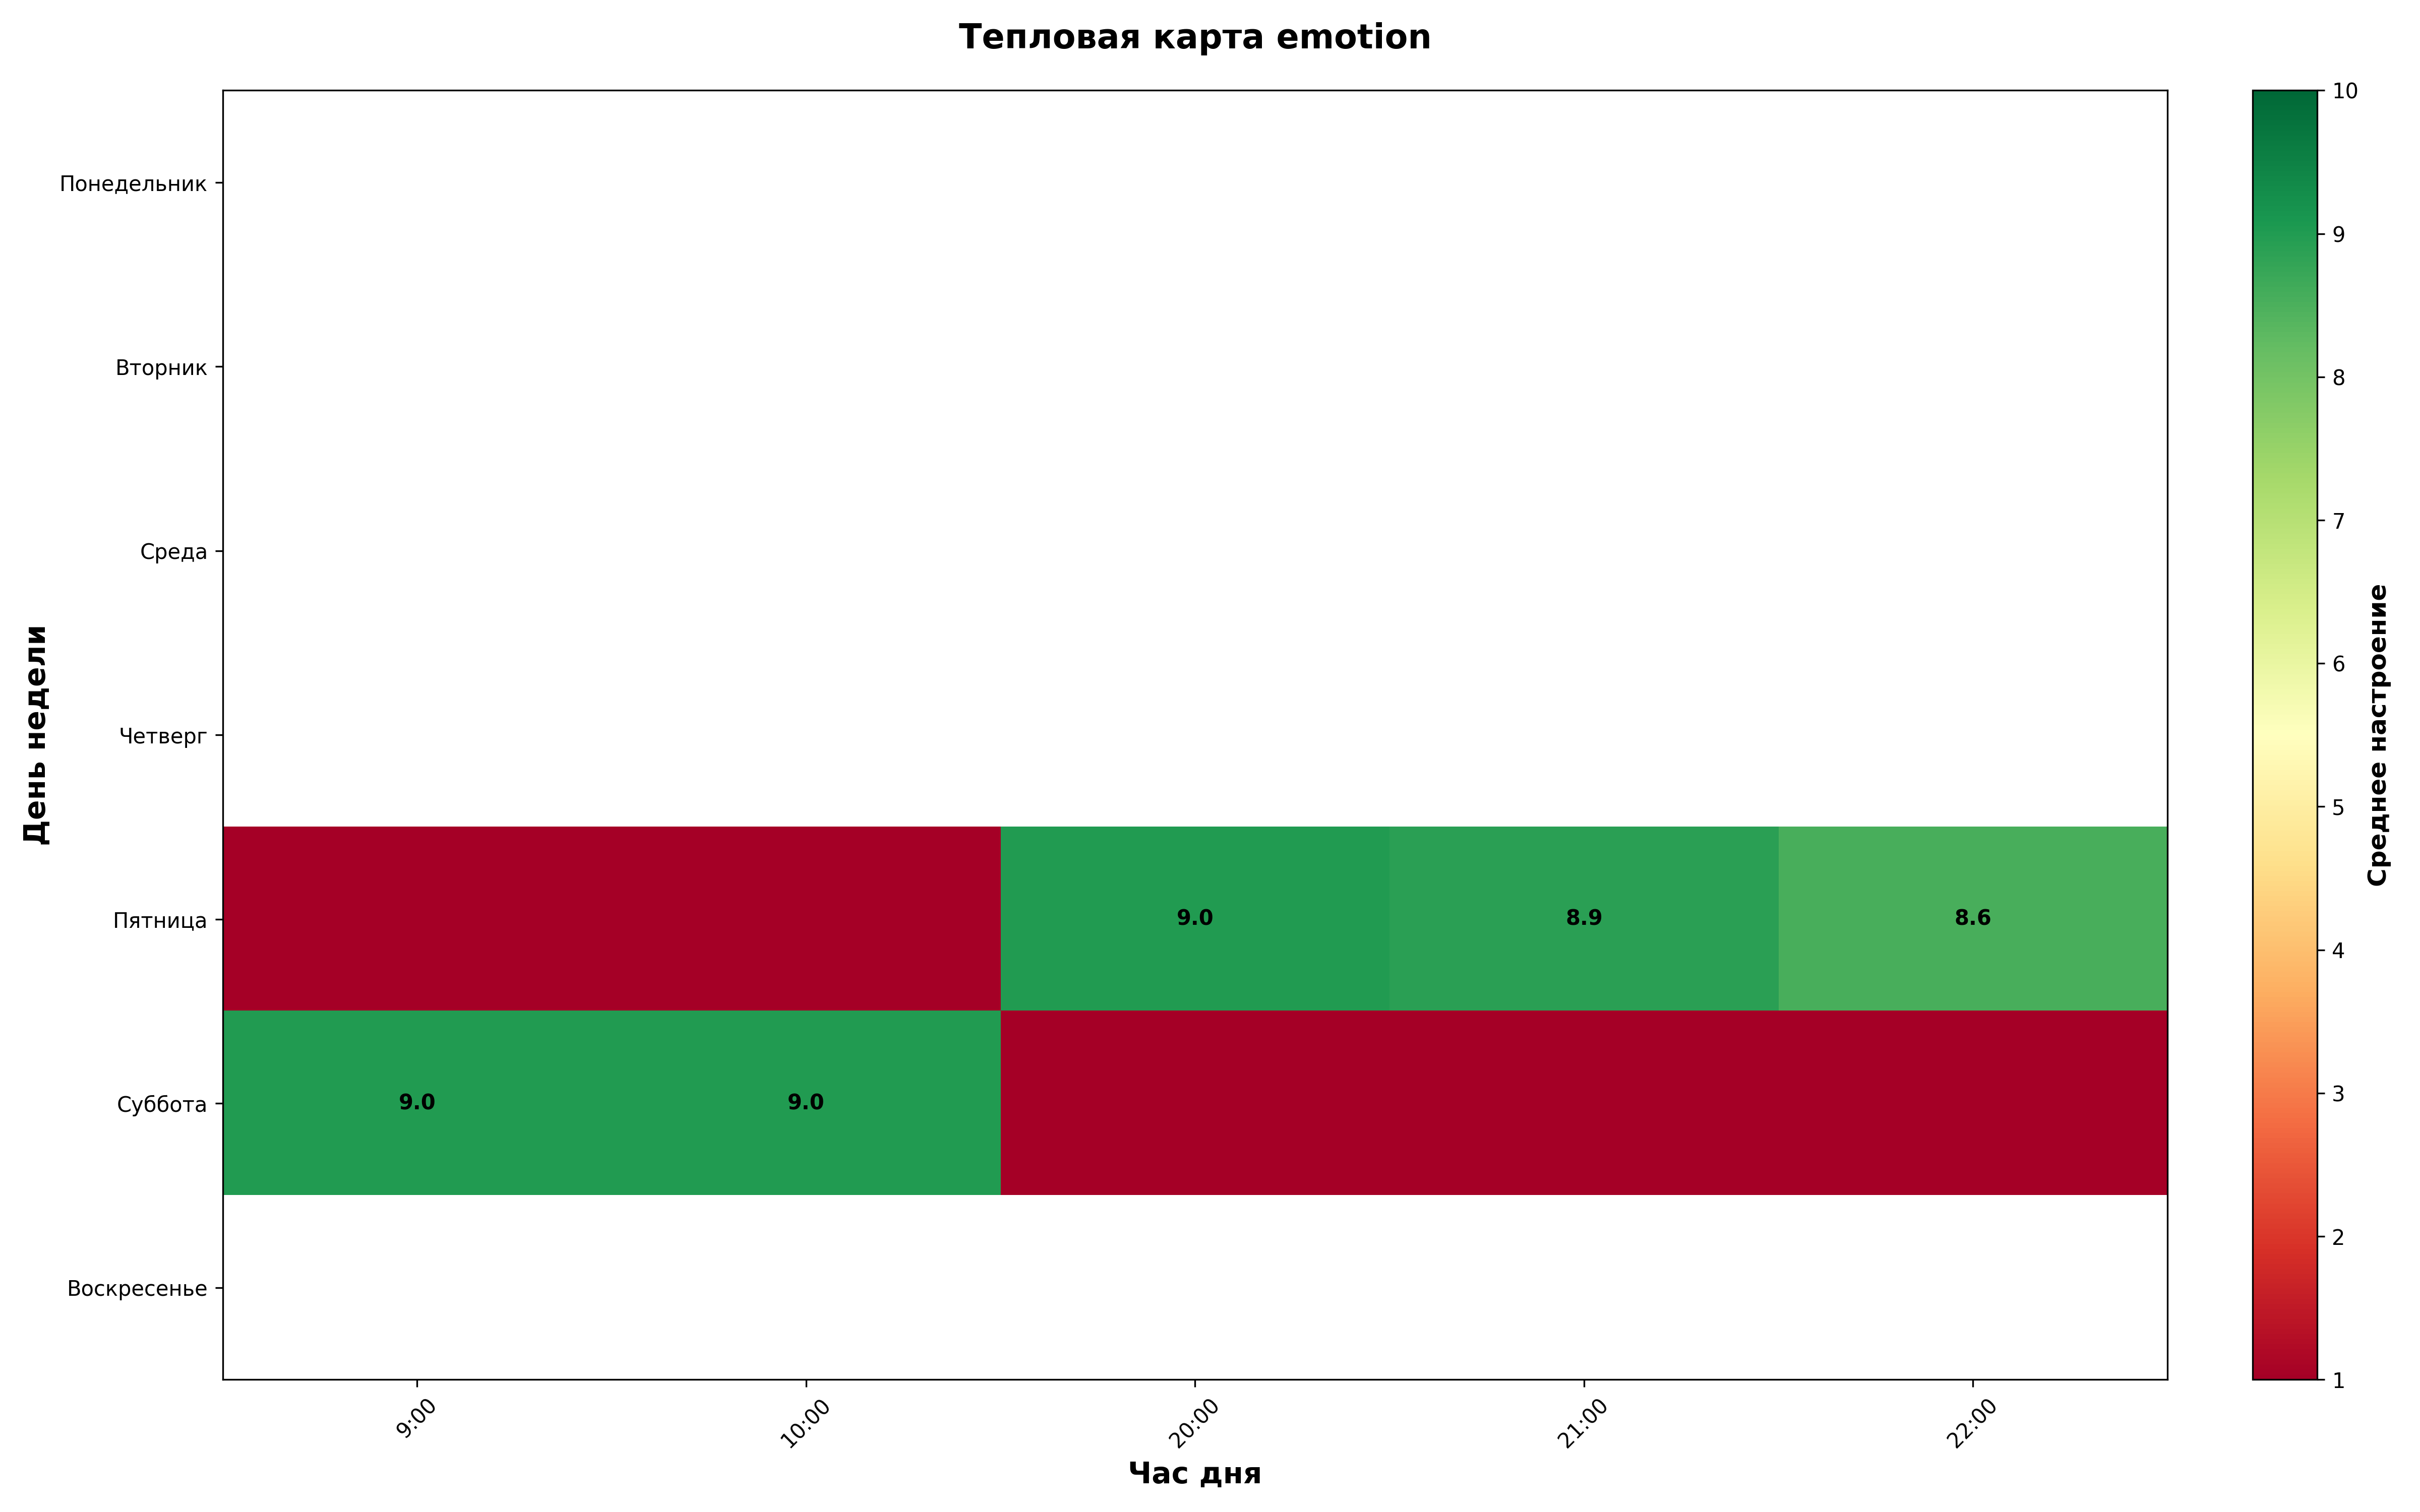 Тепловая карта emotion
День недели
Понедельник
Вторник
Среда
Четверг
Пятница
Суббота
Воскресенье
9.0
8.9
8.6
9.0
9.0
9:00
10:00
20:00
21:00
22:00
Час дня
10
9
8
7
6
5
4
3
2
1
Среднее настроение